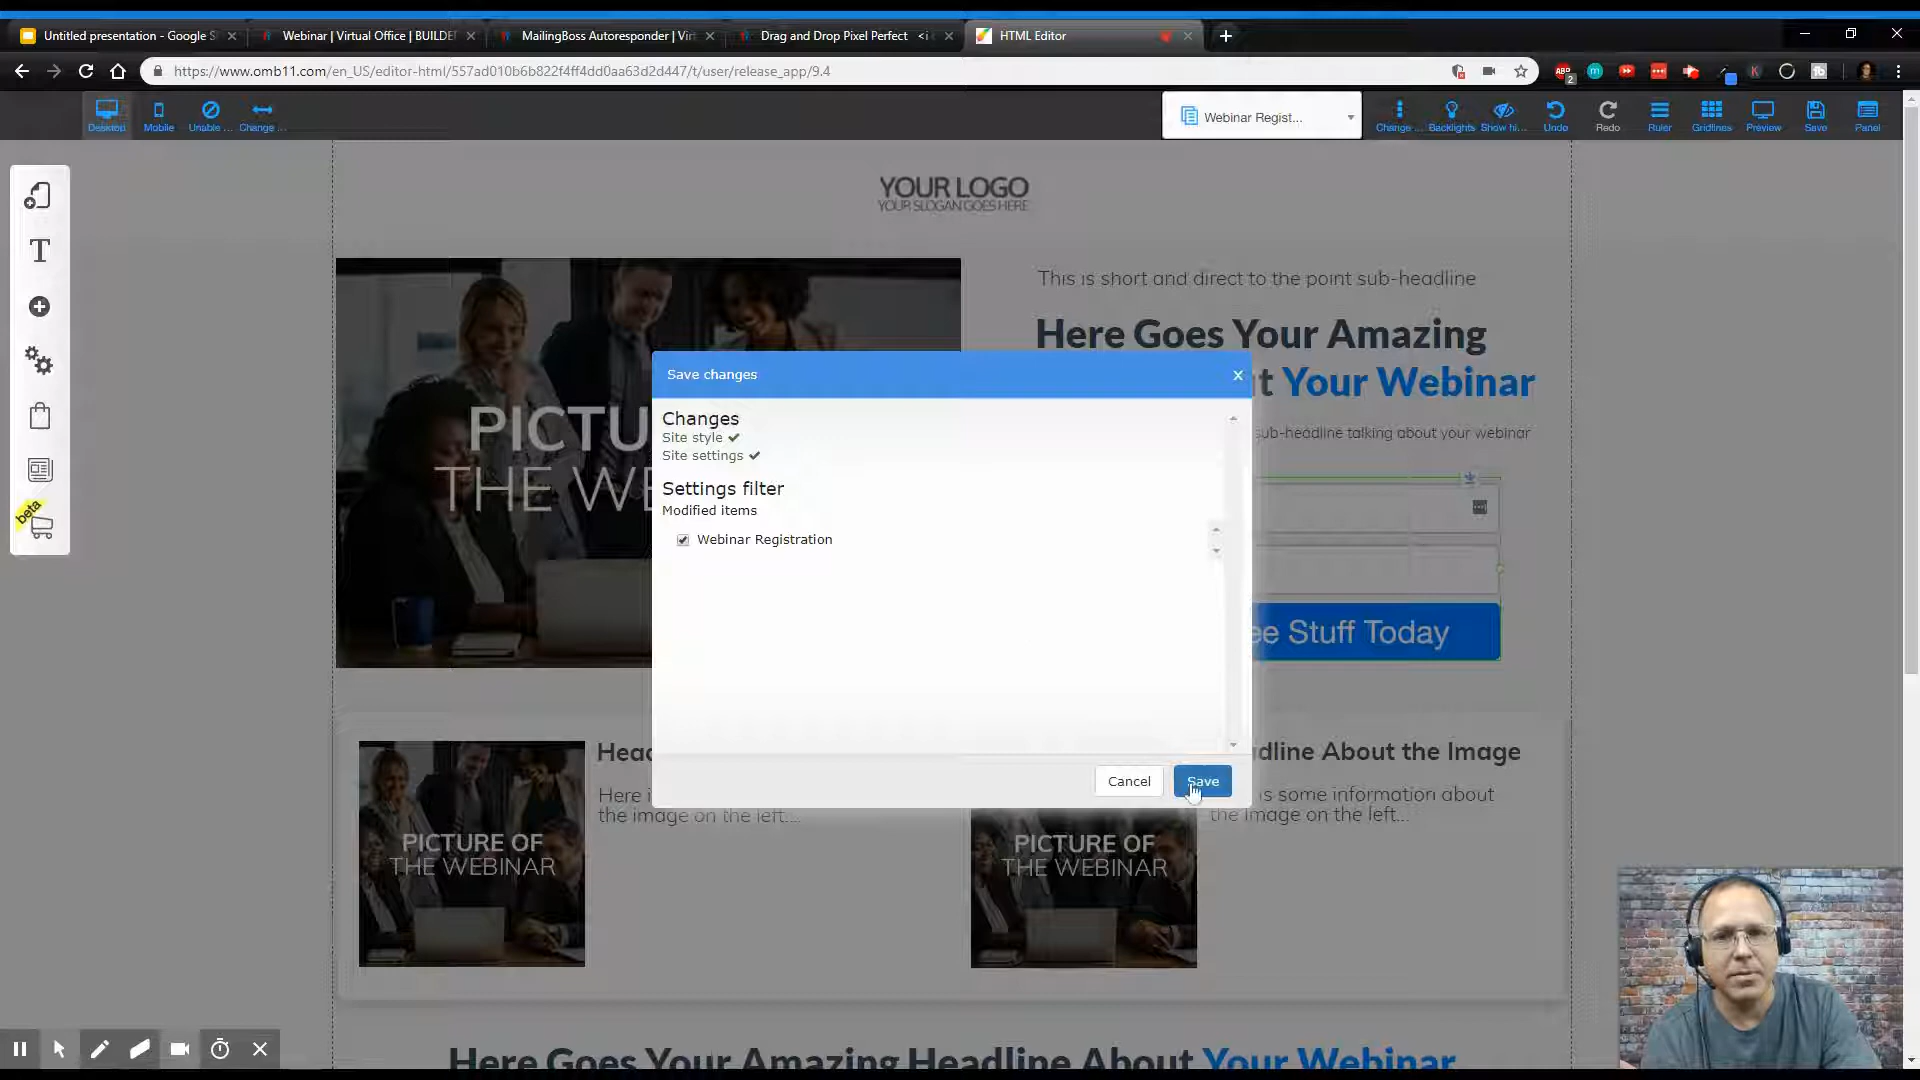 Untitled presentation - Google S
Webinar | Virtual Office | BUILDE
MailingBoss Autoresponder | Vir
Drag and Drop Pixel Perfect <i
HTML Editor
https://www.omb11.com/en_US/editor-html/557ad010b6b822f4ff4dd0aa63d2d447/t/user/release_app/9.4
ABP
2
Desktop
Mobile
Unable ...
Change ...
Webinar Regist...
Change ...
Backlights
Show hi...
Undo
Redo
Ruler
Gridlines
Preview
Save
Panel
YOUR LOGO
YOUR SLOGAN GOES HERE
This is short and direct to the point sub-headline
Here Goes Your Amazing
t Your Webinar
sub-headline talking about your webinar
PICTU
THE WE
ee Stuff Today
Save changes
x
Changes
Site style
Site settings
Settings filter
Modified items
Webinar Registration
Cancel
Save
beta
Head
Here i
the image on the left...
PICTURE OF
THE WEBINAR
dline About the Image
s some information about
the image on the left...
PICTURE OF
THE WEBINAR
Here Goes Your Amazing Headline About Your Webinar